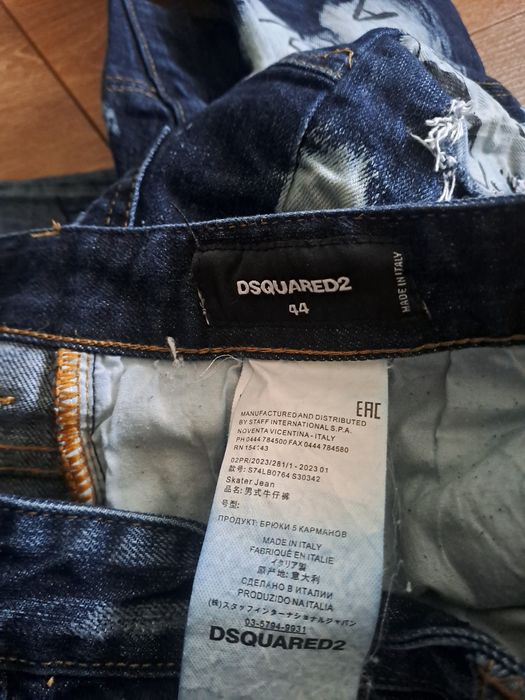 DSQUARED2
44
MADE IN ITALY
EAC
MANUFACTURED AND DISTRIBUTED
BY STAFF INTERNATIONAL S.P.A.
NOVENTA VICENTINA - ITALY
PH 0444 784500 FAX 0444 784580
RN 154143
02PR/2023/281/1 - 2023 01
款号: S74LB0764 S30342
Skater Jean
品名: 男式牛仔裤
号型:
ПРОДУКТ: БРЮКИ 5 КАРМАНОВ
MADE IN ITALY
FABRIQUÉ EN ITALIE
イタリア製
原产地: 意大利
СДЕЛАНО В ИТАЛИИ
PRODUZIDO NA ITALIA
(株)スタッフインターナショナルジャパン
03-5794-9931
DSQUARED2